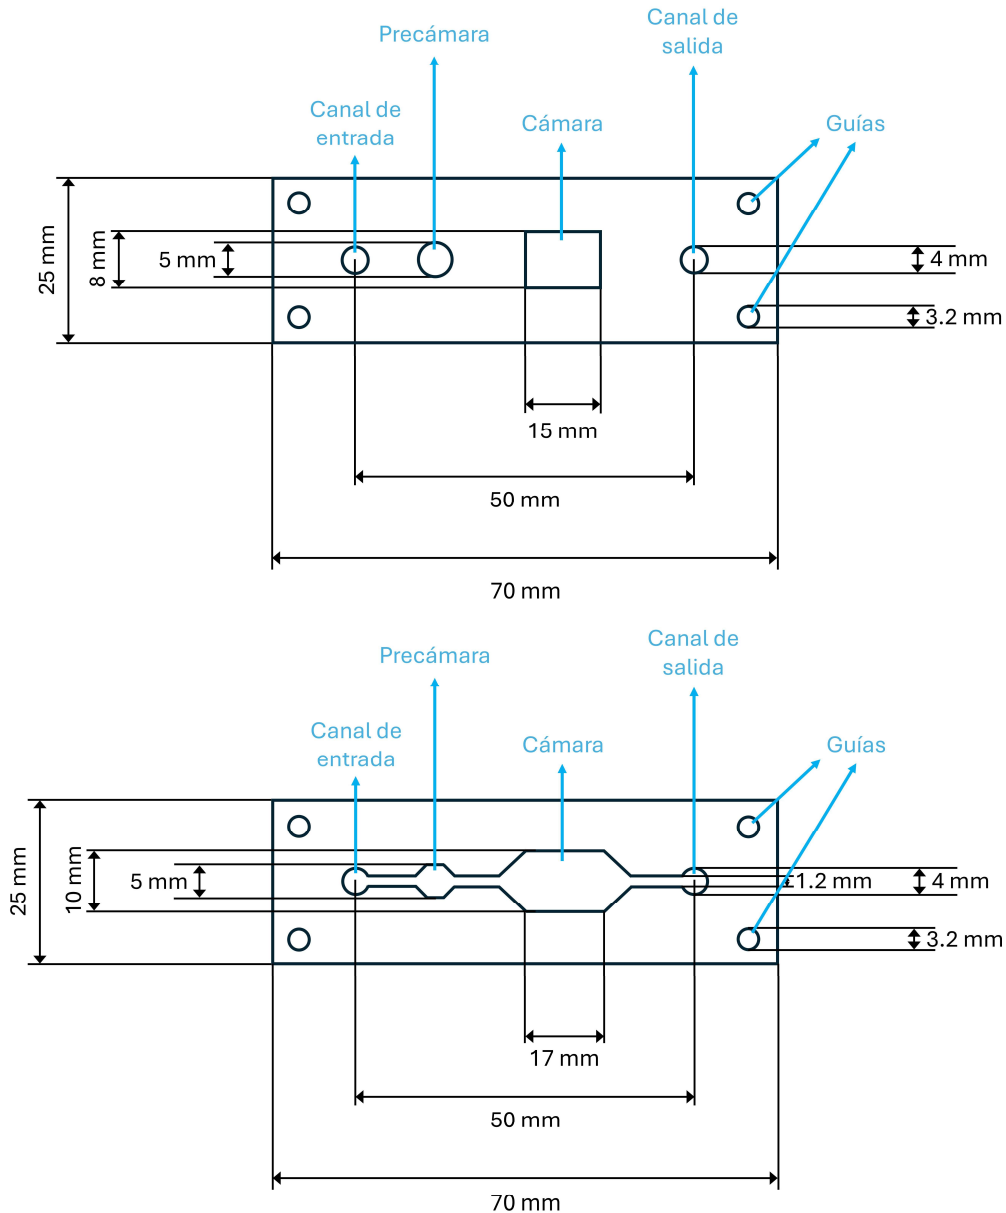 Canal de
salida
Precámara
Canal de
entrada
Cámara
Guías
25 mm
8 mm
5 mm
4 mm
3.2 mm
15 mm
50 mm
70 mm
Canal de
salida
Precámara
Canal de
entrada
Cámara
Guías
25 mm
10 mm
5 mm
1.2 mm
4 mm
3.2 mm
17 mm
50 mm
70 mm